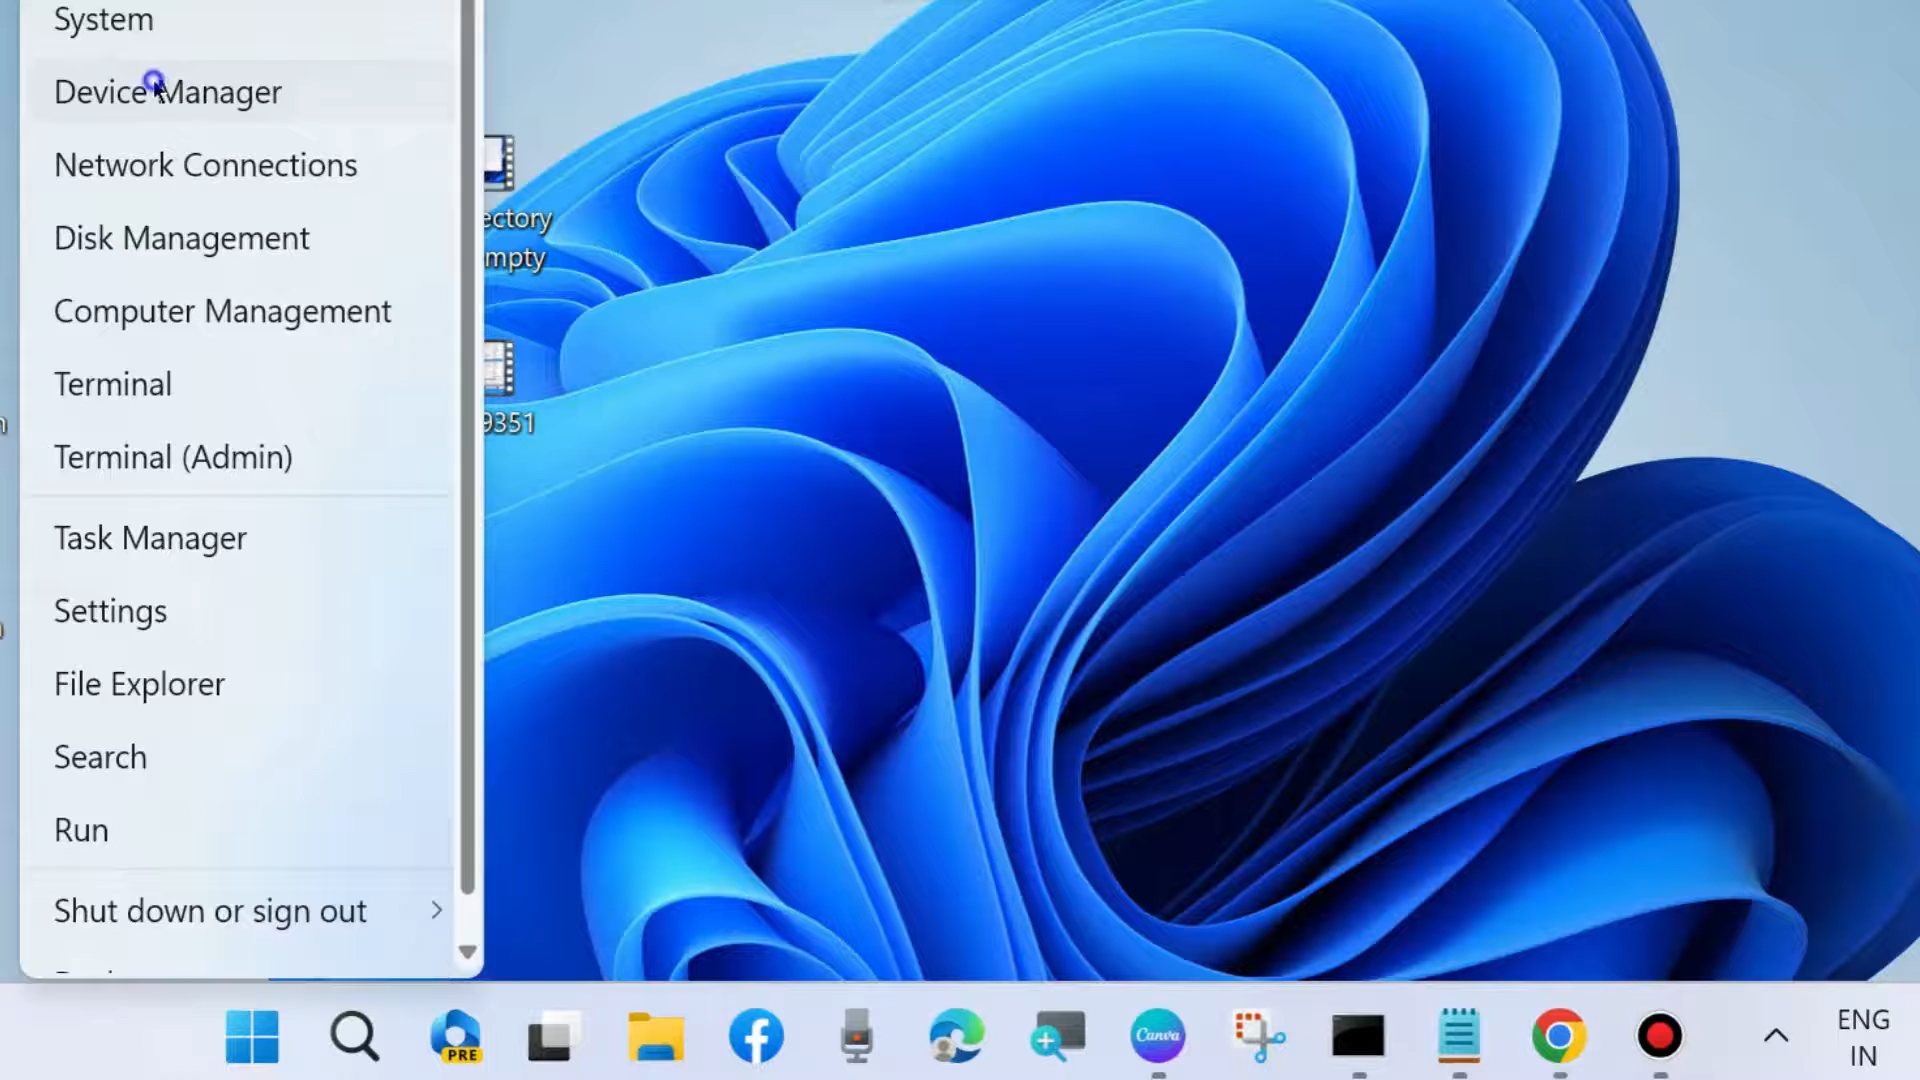 System
Device Manager
Network Connections
Disk Management
Computer Management
Terminal
Terminal (Admin)
Task Manager
Settings
File Explorer
Search
Run
Shut down or sign out
ectory
mpty
9351
PRE
Canva
ENG
IN